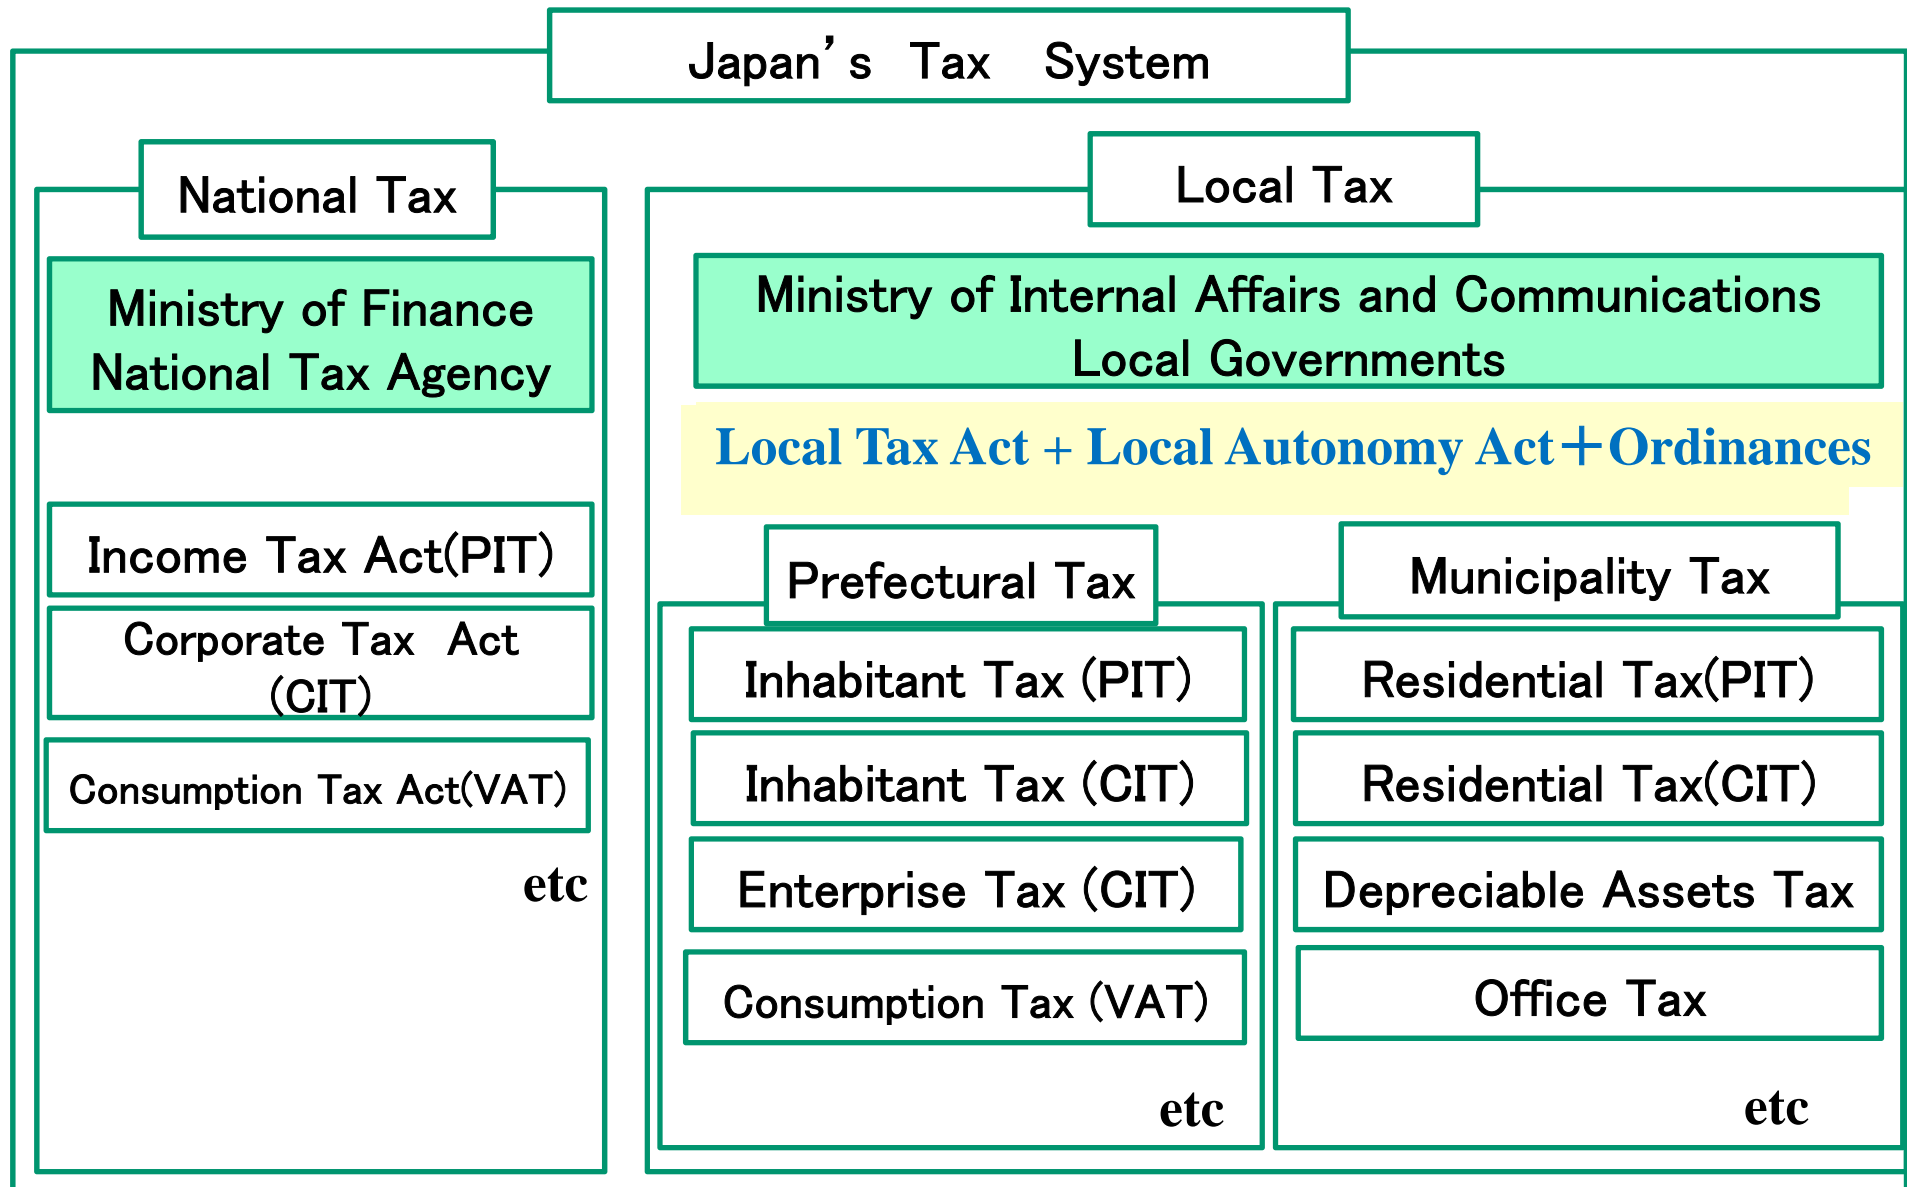 Japan’s Tax System
National Tax
Ministry of Finance
National Tax Agency
Income Tax Act(PIT)
Corporate Tax Act
(CIT)
Consumption Tax Act(VAT)
etc
Local Tax
Ministry of Internal Affairs and Communications
Local Governments
Local Tax Act + Local Autonomy Act＋Ordinances
Prefectural Tax
Inhabitant Tax (PIT)
Inhabitant Tax (CIT)
Enterprise Tax (CIT)
Consumption Tax (VAT)
etc
Municipality Tax
Residential Tax(PIT)
Residential Tax(CIT)
Depreciable Assets Tax
Office Tax
etc